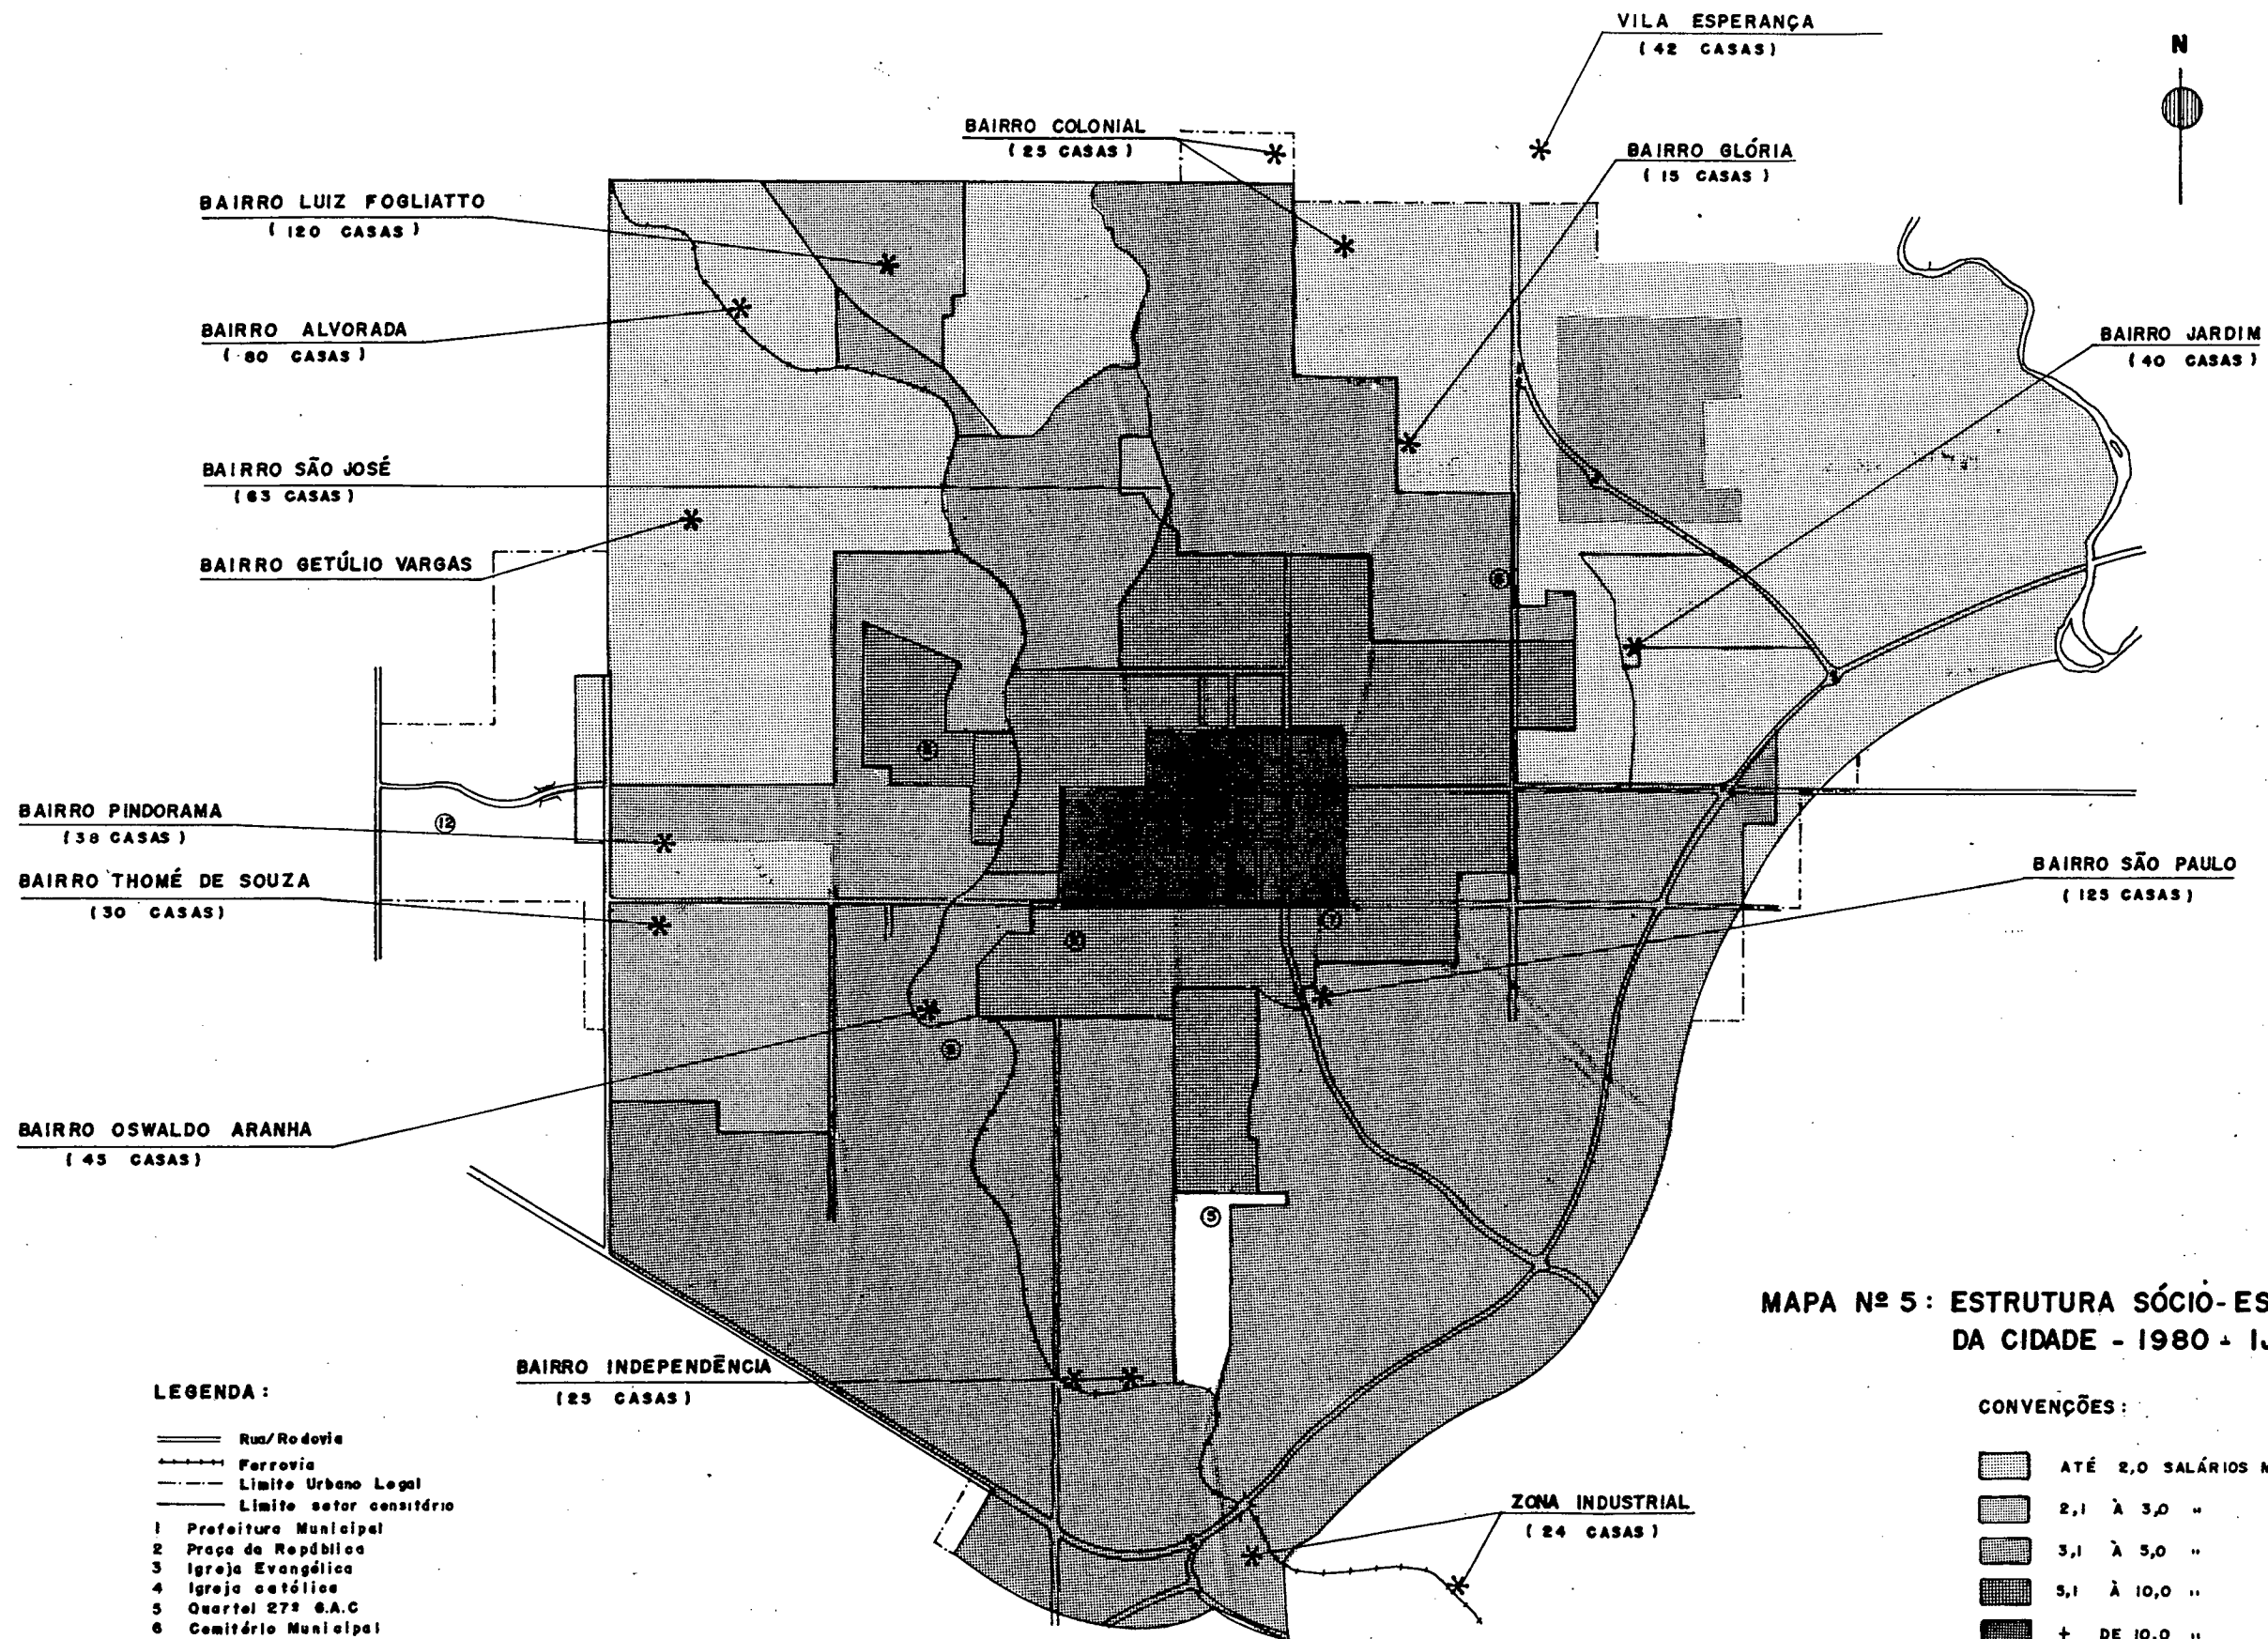 VILA ESPERANÇA
(42 CASAS)
N
BAIRRO COLONIAL
(25 CASAS)
BAIRRO GLÓRIA
(15 CASAS)
BAIRRO LUIZ FOGLIATTO
(120 CASAS)
BAIRRO ALVORADA
(80 CASAS)
BAIRRO JARDIM
(40 CASAS)
BAIRRO SÃO JOSÉ
(63 CASAS)
BAIRRO GETÚLIO VARGAS
6
BAIRRO PINDORAMA
(38 CASAS)
12
BAIRRO THOMÉ DE SOUZA
(30 CASAS)
BAIRRO SÃO PAULO
(125 CASAS)
7
BAIRRO OSWALDO ARANHA
(45 CASAS)
5
BAIRRO INDEPENDÊNCIA
(25 CASAS)
ZONA INDUSTRIAL
(24 CASAS)
MAPA Nº 5: ESTRUTURA SÓCIO-ES
DA CIDADE - 1980 - IJ
LEGENDA:
Rua/Rodovia
Ferrovia
Limite Urbano Legal
Limite setor censitário
1 Prefeitura Municipal
2 Praça da República
3 Igreja Evangélica
4 Igreja católica
5 Quartel 27º G.A.C
6 Cemitério Municipal
CONVENÇÕES:
ATÉ 2,0 SALÁRIOS
2,1 À 3,0 "
3,1 À 5,0 "
5,1 À 10,0 "
+ DE 10,0 "